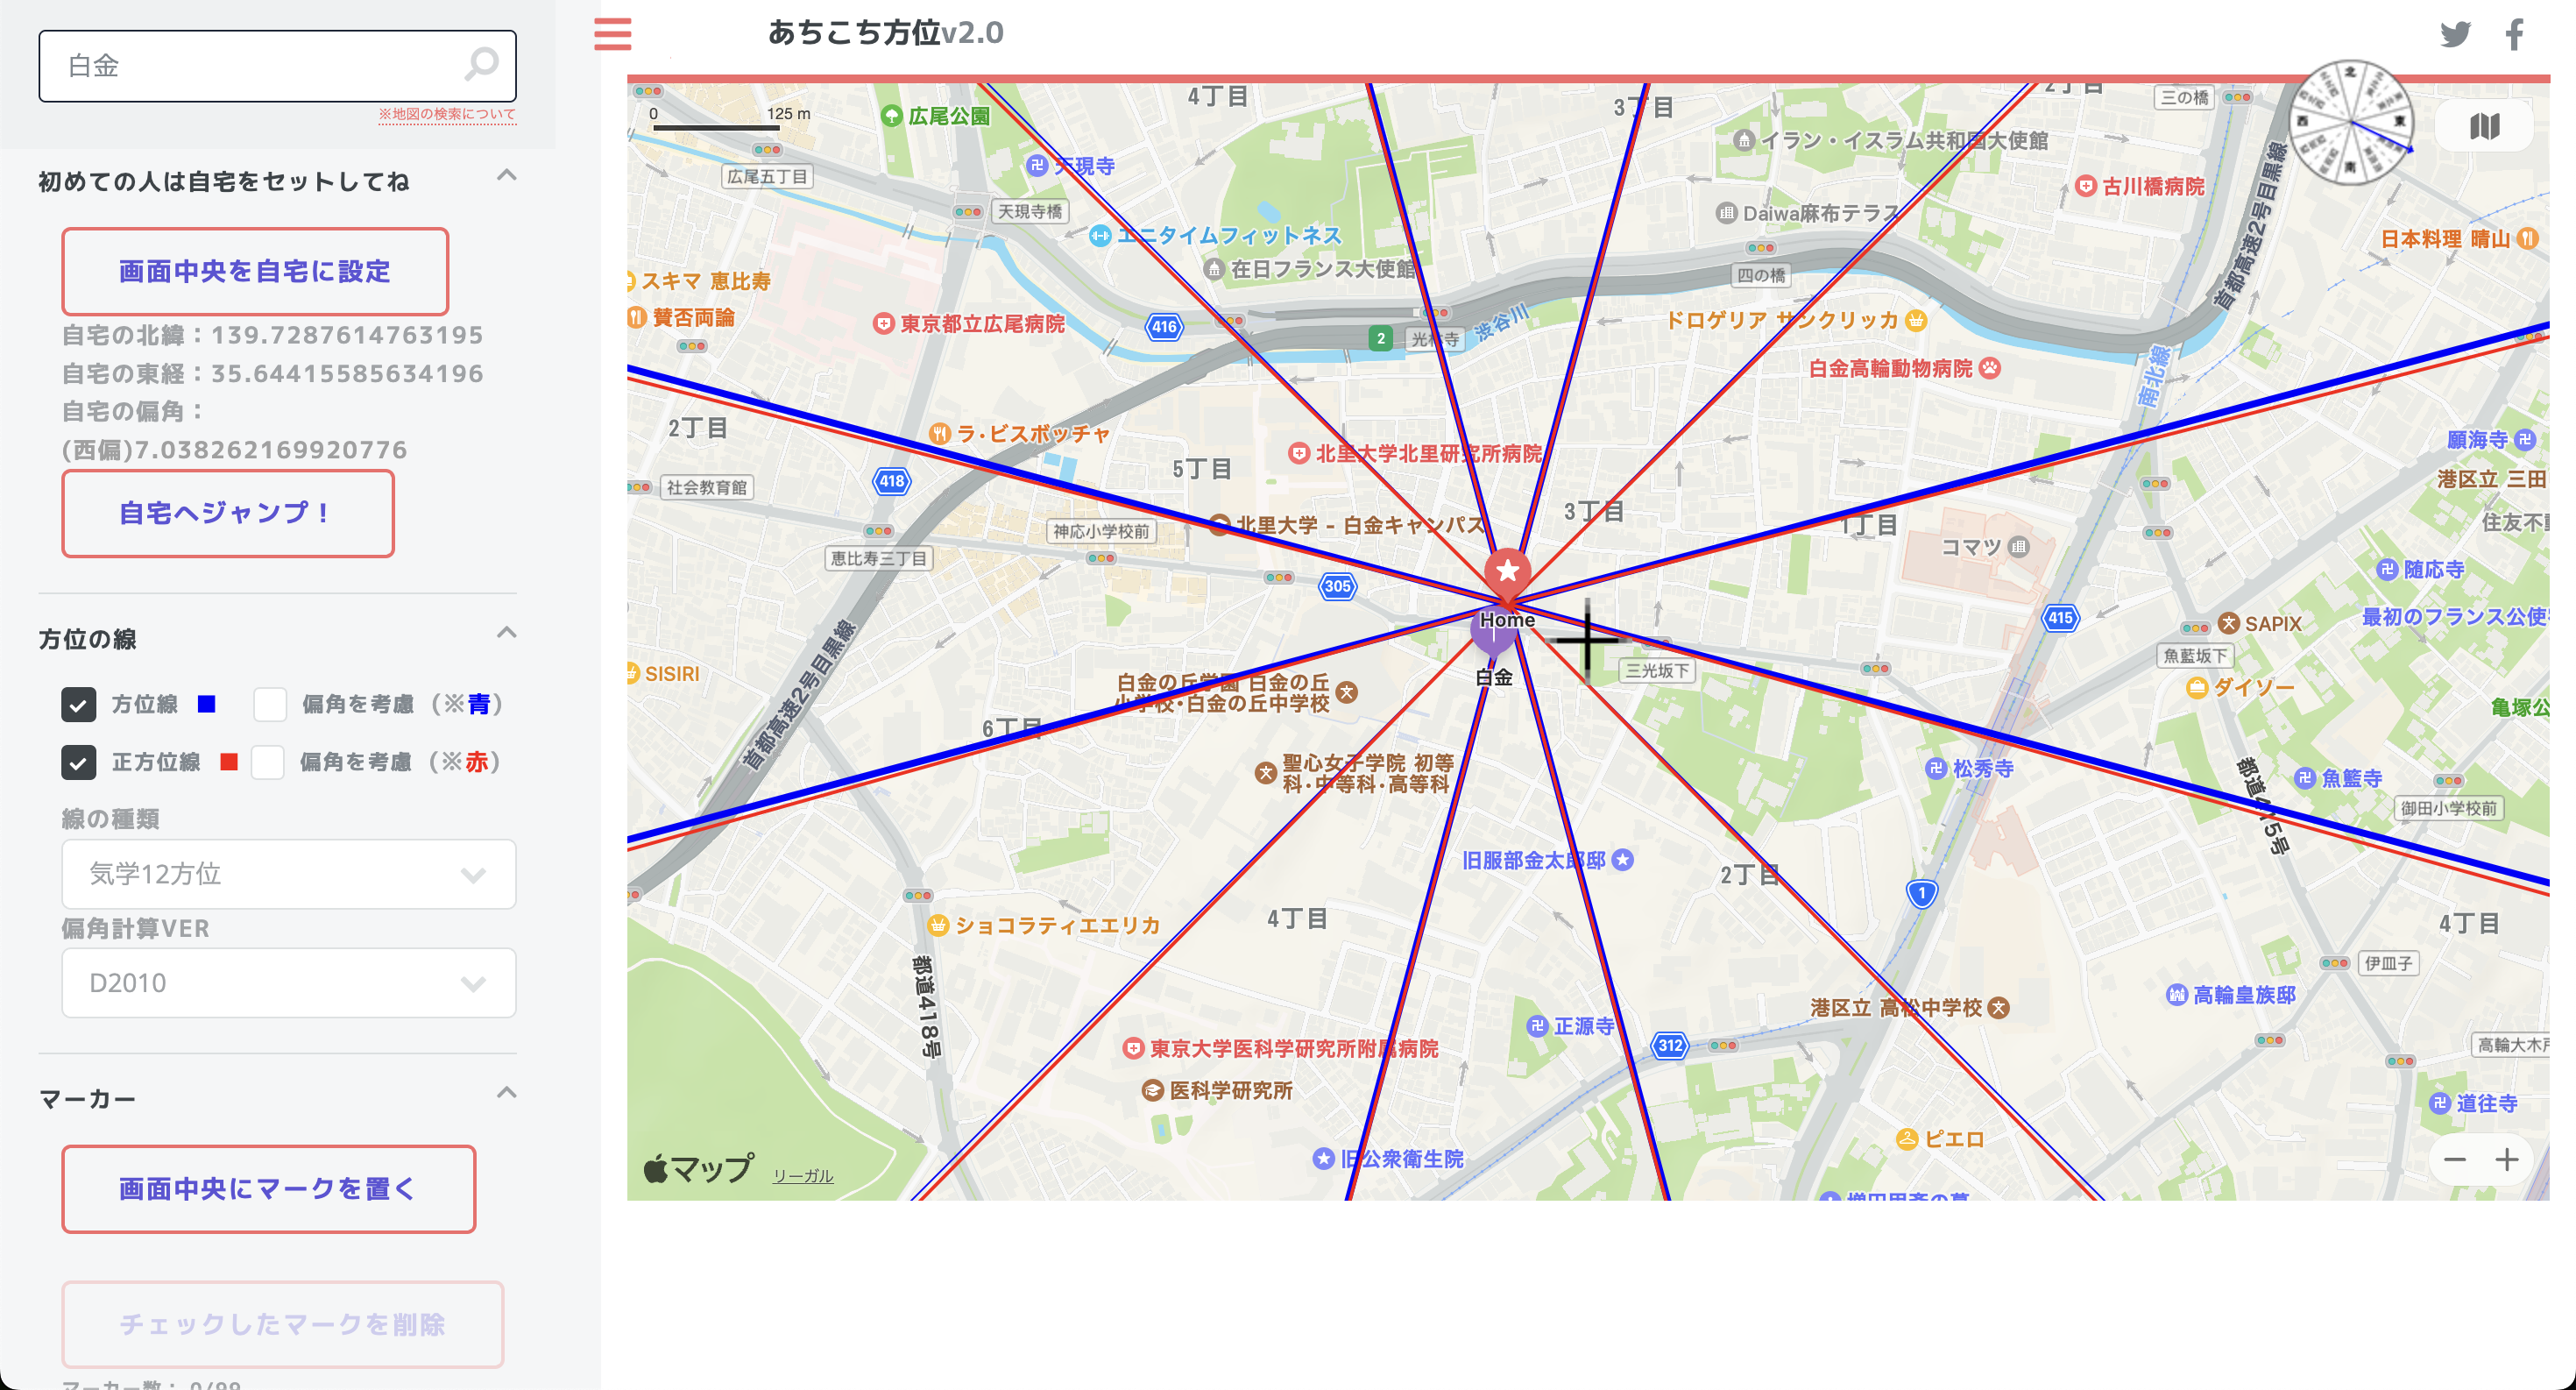 白金
※地図の検索について
初めての人は自宅をセットしてね
画面中央を自宅に設定
自宅の北緯：139.7287614763195
自宅の東経：35.64415585634196
自宅の偏角：
(西偏)7.038262169920776
自宅へジャンプ！
方位の線
方位線 偏角を考慮（※青）
正方位線 偏角を考慮（※赤）
線の種類
気学12方位
偏角計算VER
D2010
マーカー
画面中央にマークを置く
チェックしたマークを削除
マーカー数： 0/99
あちこち方位v2.0
0 125 m
広尾公園
4丁目
3丁目
2丁目
三の橋
北
東
南
西
天現寺
イラン・イスラム共和国大使館
広尾五丁目
古川橋病院
天現寺橋
Daiwa麻布テラス
エニタイムフィットネス
首都高速2号目黒線
日本料理 晴山
在日フランス大使館
四の橋
スキマ 恵比寿
賛否両論
東京都立広尾病院
416
2
光林寺
渋谷川
ドロゲリア サンクリッカ
白金高輪動物病院
南北線
2丁目
ラ・ビスボッチャ
北里大学北里研究所病院
願海寺
5丁目
418
社会教育館
港区立 三田
3丁目
北里大学 - 白金キャンパス
1丁目
住友不動
神応小学校前
恵比寿三丁目
コマツ
随応寺
305
Home
白金
415
最初のフランス公使
SAPIX
三光坂下
魚藍坂下
SISIRI
白金の丘学園 白金の丘
小学校・白金の丘中学校
ダイソー
亀塚公
6丁目
首都高速2号目黒線
聖心女子学院 初等
科・中等科・高等科
松秀寺
魚籃寺
都道415号
御田小学校前
旧服部金太郎邸
2丁目
1
ショコラティエエリカ
4丁目
4丁目
伊皿子
都道418号
高輪皇族邸
港区立 高松中学校
正源寺
312
東京大学医科学研究所附属病院
高輪大木戸
医科学研究所
道往寺
ピエロ
旧公衆衛生院
マップ
リーガル
増田甲斎の墓